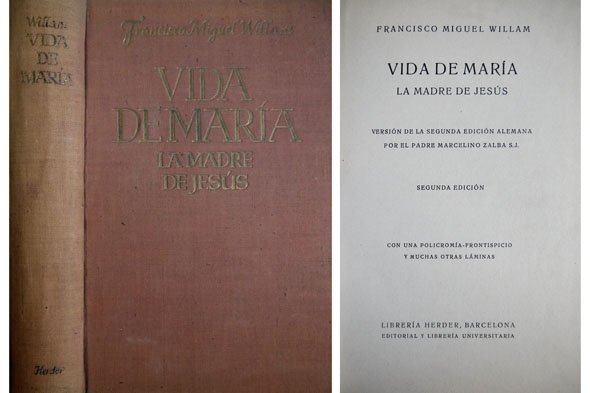 Willam
VIDA
DE
MARÍA
Herder
Francisco Miguel Willam
VIDA
DE MARÍA
LA MADRE
DE JESÚS
FRANCISCO MIGUEL WILLAM
VIDA DE MARÍA
LA MADRE DE JESÚS
VERSIÓN DE LA SEGUNDA EDICIÓN ALEMANA
POR EL PADRE MARCELINO ZALBA S.J.
SEGUNDA EDICIÓN
CON UNA POLICROMÍA-FRONTISPICIO
Y MUCHAS OTRAS LÁMINAS
LIBRERÍA HERDER, BARCELONA
EDITORIAL Y LIBRERÍA UNIVERSITARIA